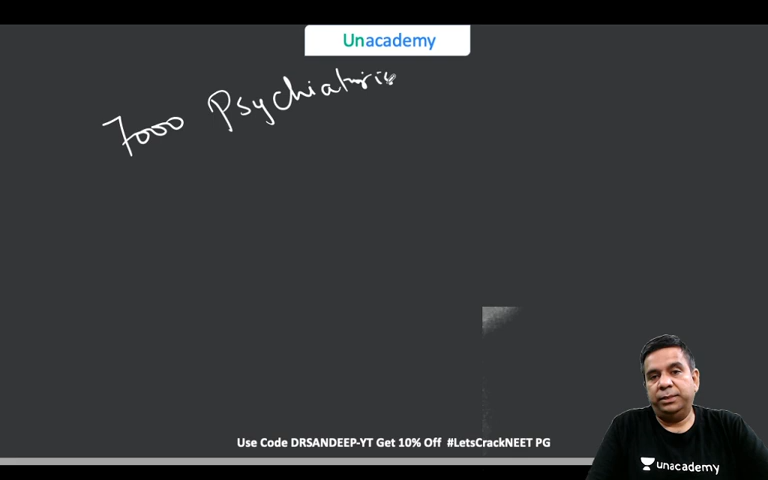 Unacademy
7000 Psychiatris
Use Code DRSANDEEP-YT Get 10% Off #LetsCrackNEET PG
unacademy